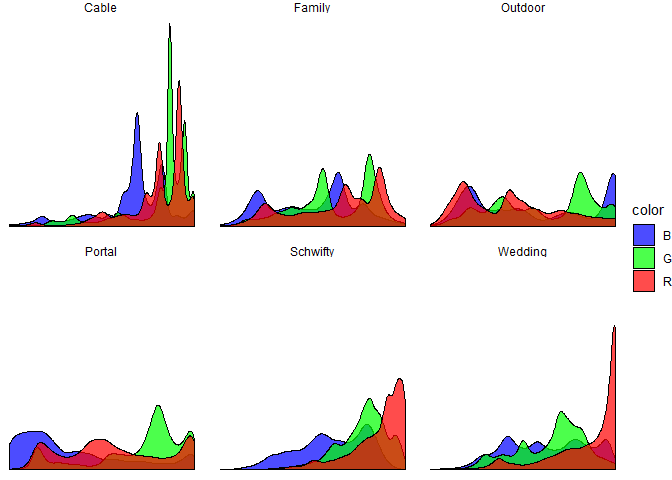 Cable
Family
Outdoor
Portal
Schwifty
Wedding
color
B
G
R